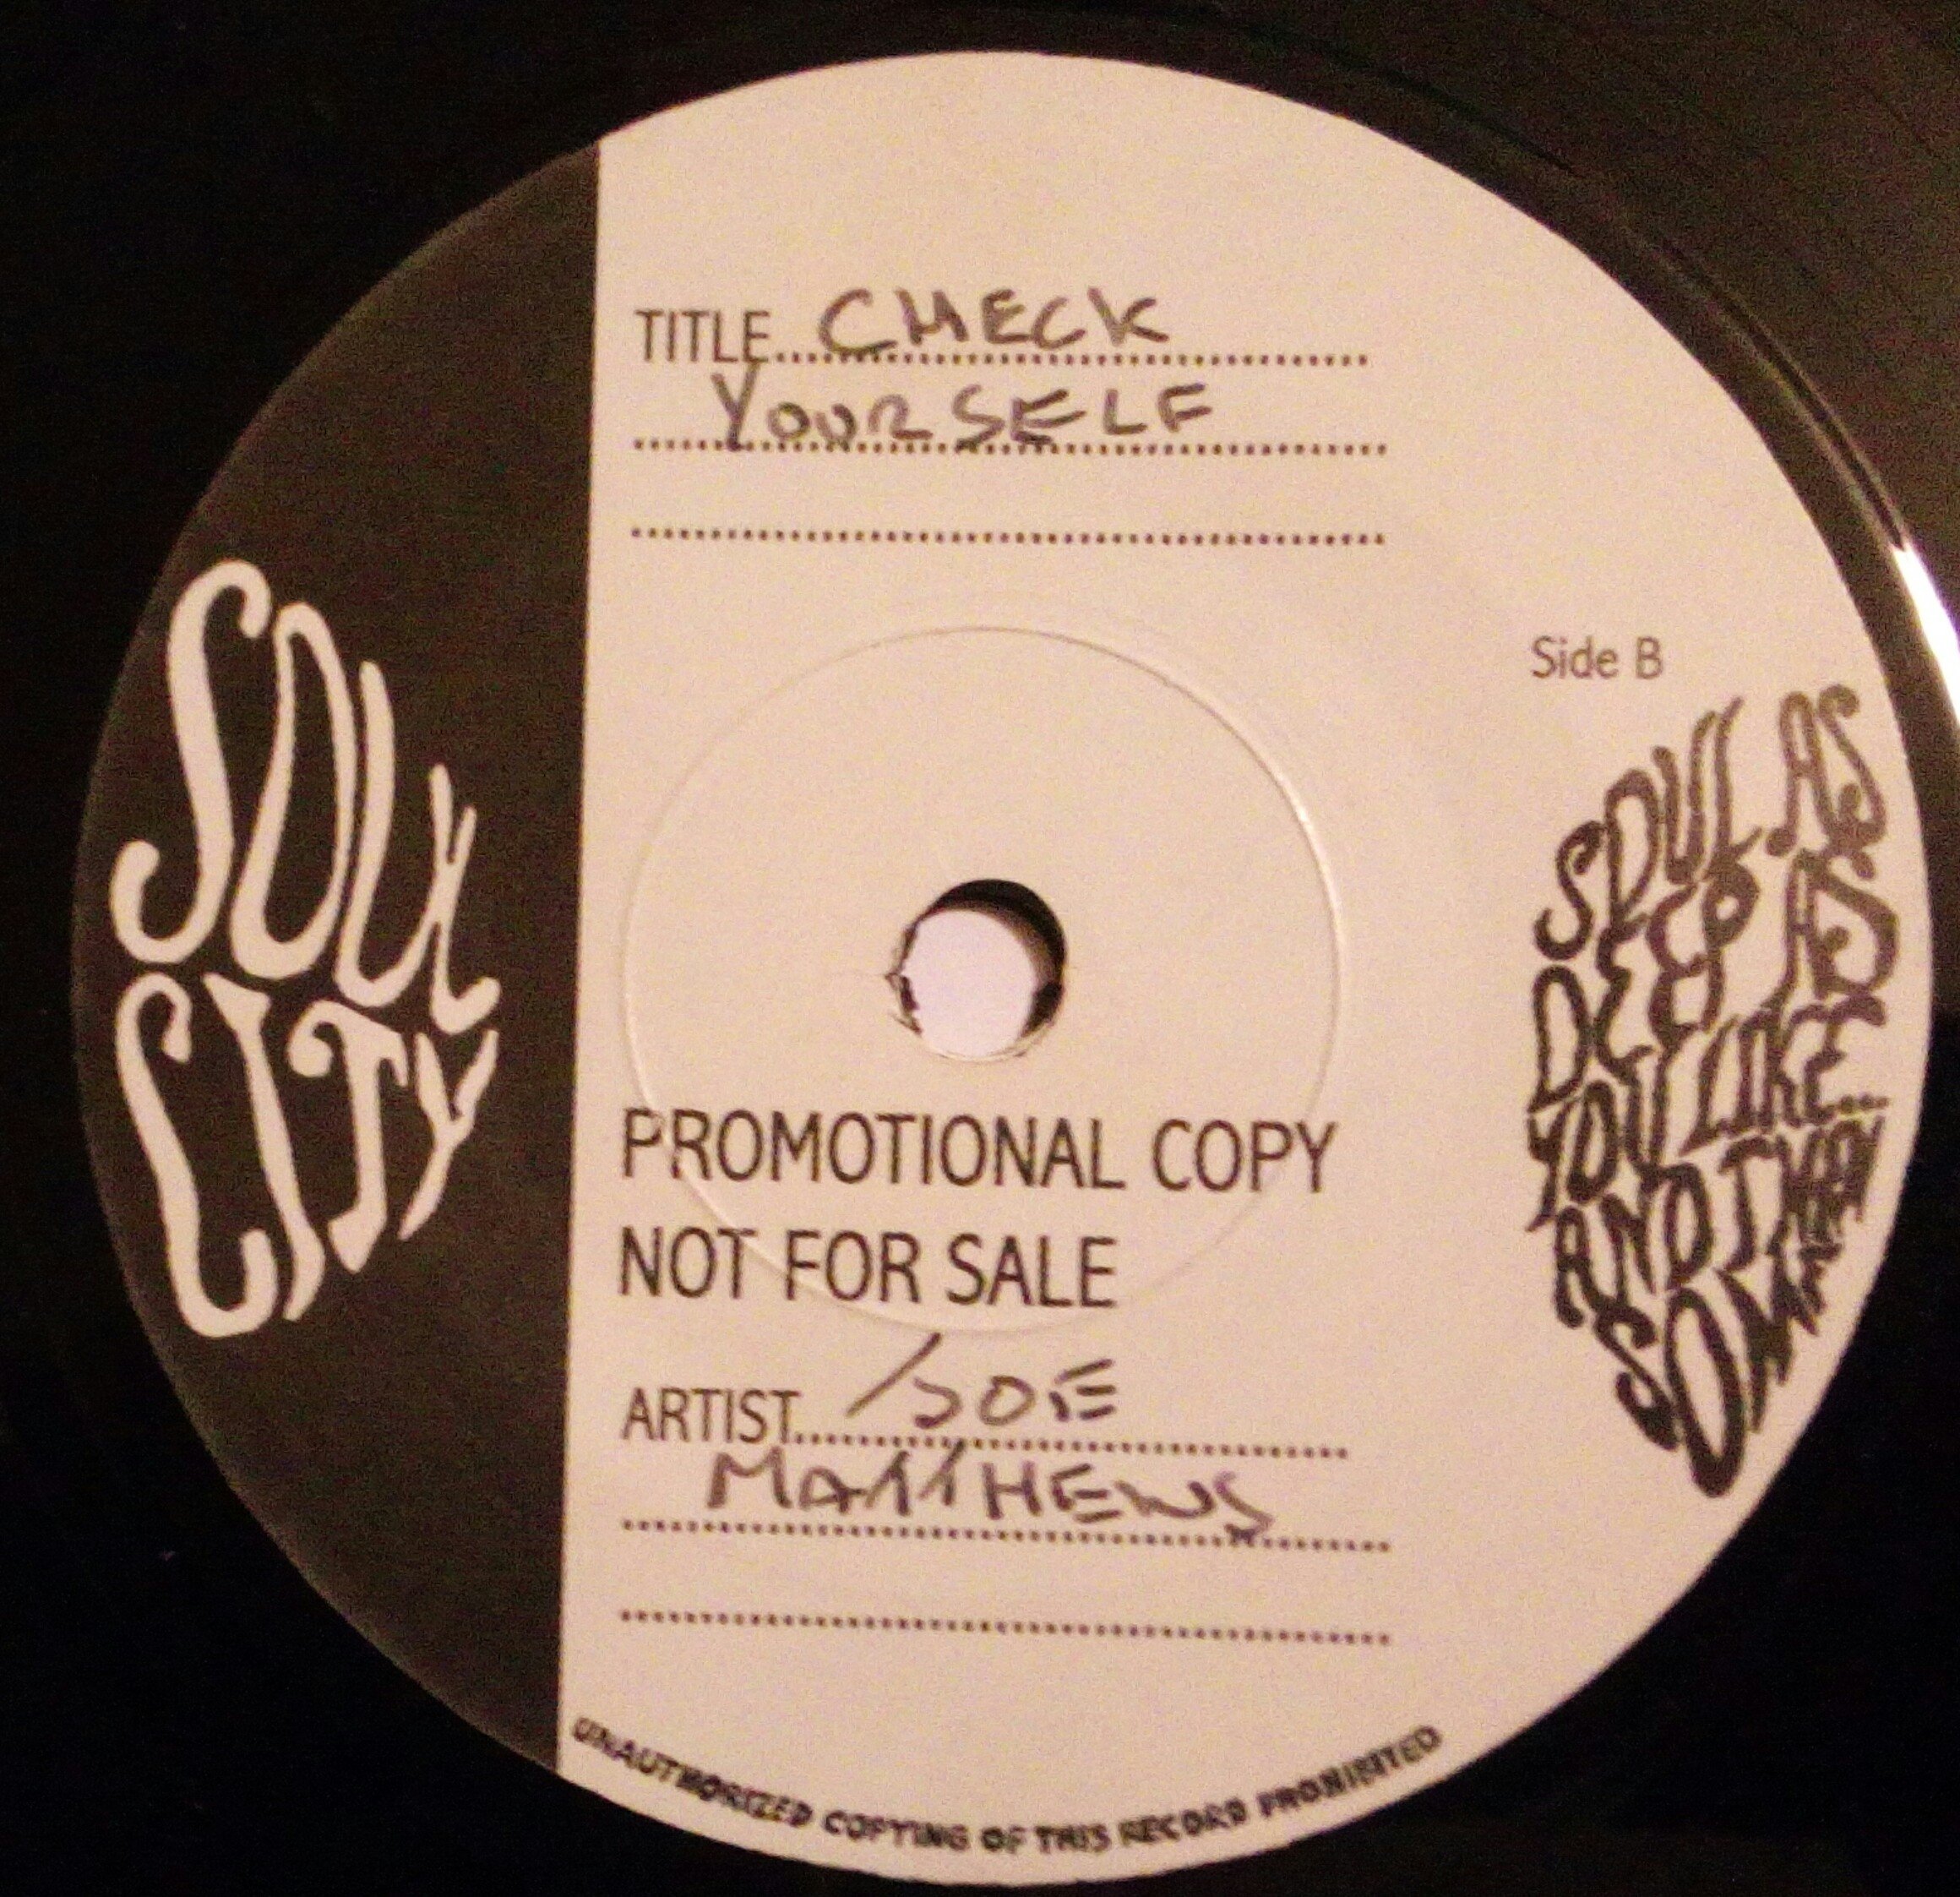 SOUL
CITY
TITLE CHECK
YOURSELF
Side B
SOUL AS
DEEP AS
YOU LIKE...
AND THEN
SOME
PROMOTIONAL COPY
NOT FOR SALE
ARTIST JOE
MATTHEWS
UNAUTHORIZED COPYING OF THIS RECORD PROHIBITED